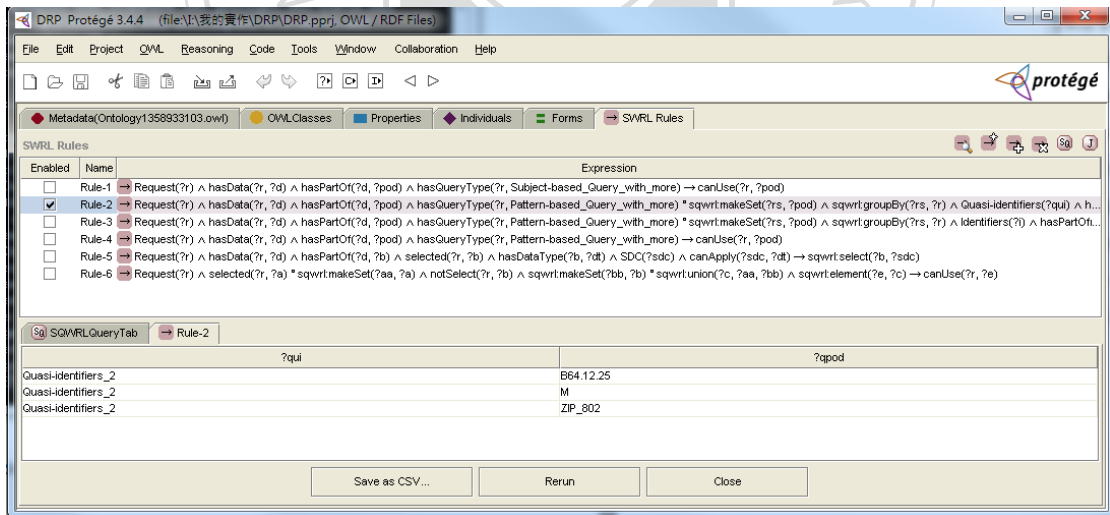 DRP Protégé 3.4.4 (file:\I:\我的實作\DRP\DRP.pprj, OWL / RDF Files)
File Edit Project OWL Reasoning Code Tools Window Collaboration Help
protégé
Metadata(Ontology1358933103.owl) OWLClasses Properties Individuals Forms SWRL Rules
SWRL Rules
Enabled Name Expression
Rule-1 → Request(?r) ∧ hasData(?r, ?d) ∧ hasPartOf(?d, ?pod) ∧ hasQueryType(?r, Subject-based_Query_with_more) → canUse(?r, ?pod)
Rule-2 → Request(?r) ∧ hasData(?r, ?d) ∧ hasPartOf(?d, ?pod) ∧ hasQueryType(?r, Pattern-based_Query_with_more) ° sqwrl:makeSet(?rs, ?pod) ∧ sqwrl:groupBy(?rs, ?r) ∧ Quasi-identifiers(?qui) ∧ h...
Rule-3 → Request(?r) ∧ hasData(?r, ?d) ∧ hasPartOf(?d, ?pod) ∧ hasQueryType(?r, Pattern-based_Query_with_more) ° sqwrl:makeSet(?rs, ?pod) ∧ sqwrl:groupBy(?rs, ?r) ∧ Identifiers(?i) ∧ hasPartOf(...
Rule-4 → Request(?r) ∧ hasData(?r, ?d) ∧ hasPartOf(?d, ?pod) ∧ hasQueryType(?r, Pattern-based_Query_with_more) → canUse(?r, ?pod)
Rule-5 → Request(?r) ∧ hasData(?r, ?d) ∧ hasPartOf(?d, ?b) ∧ selected(?r, ?b) ∧ hasDataType(?b, ?dt) ∧ SDC(?sdc) ∧ canApply(?sdc, ?dt) → sqwrl:select(?b, ?sdc)
Rule-6 → Request(?r) ∧ selected(?r, ?a) ° sqwrl:makeSet(?aa, ?a) ∧ notSelect(?r, ?b) ∧ sqwrl:makeSet(?bb, ?b) ° sqwrl:union(?c, ?aa, ?bb) ∧ sqwrl:element(?e, ?c) → canUse(?r, ?e)
SQWRLQueryTab → Rule-2
?qui ?qpod
Quasi-identifiers_2 B64.12.25
Quasi-identifiers_2 M
Quasi-identifiers_2 ZIP_802
Save as CSV... Rerun Close